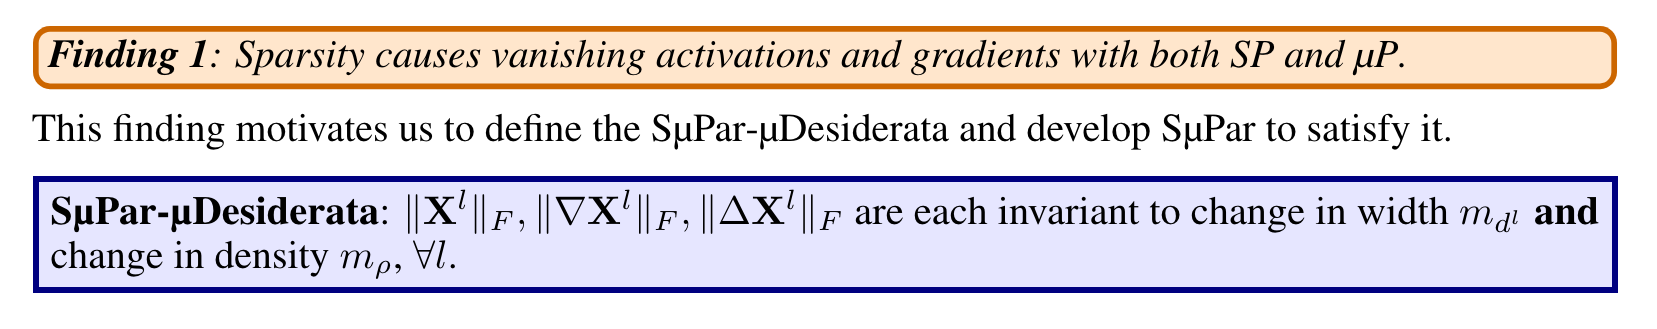 Finding 1: Sparsity causes vanishing activations and gradients with both SP and µP.
This finding motivates us to define the SµPar-µDesiderata and develop SµPar to satisfy it.
SµPar-µDesiderata: ‖X^l‖_F, ‖∇X^l‖_F, ‖ΔX^l‖_F are each invariant to change in width m_{d^l} and
change in density m_ρ, ∀l.